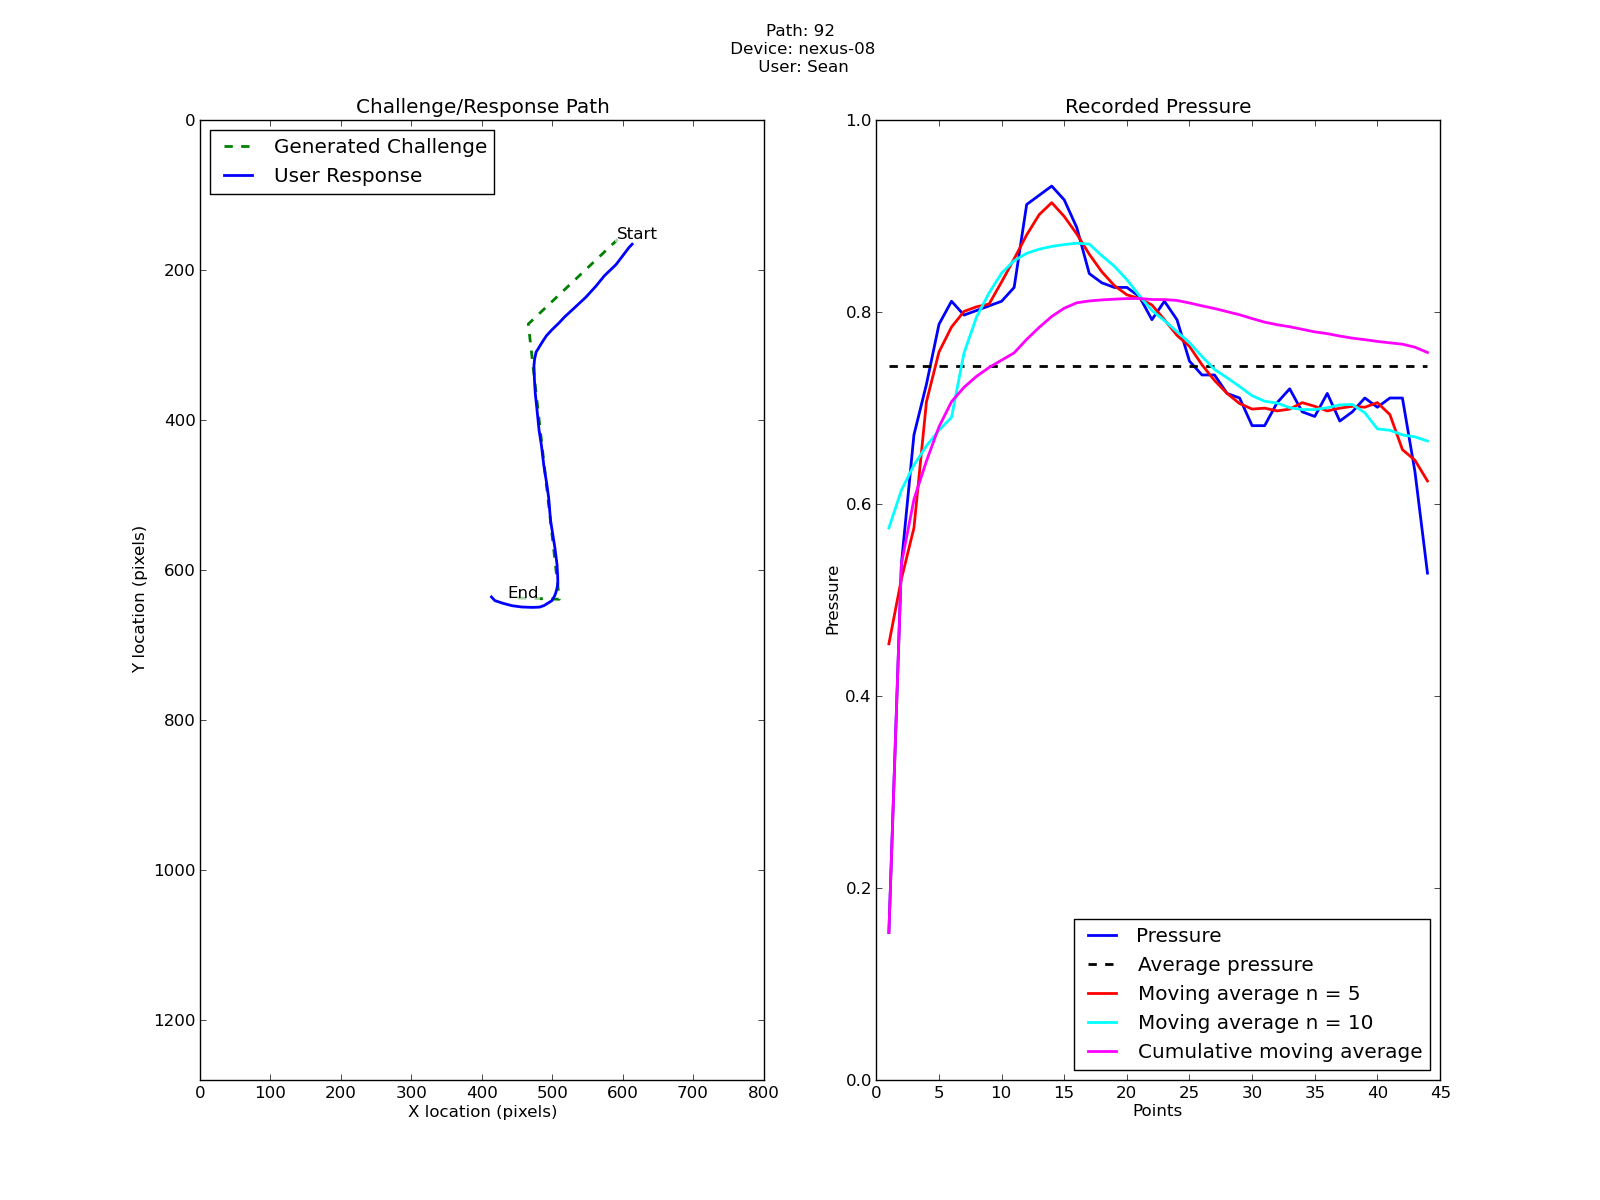 Path: 92
Device: nexus-08
User: Sean
Challenge/Response Path
Generated Challenge
User Response
Start
End
0
200
400
600
800
1000
1200
Y location (pixels)
0 100 200 300 400 500 600 700 800
X location (pixels)
Recorded Pressure
1.0
0.8
0.6
0.4
0.2
0.0
Pressure
Pressure
Average pressure
Moving average n = 5
Moving average n = 10
Cumulative moving average
0 5 10 15 20 25 30 35 40 45
Points